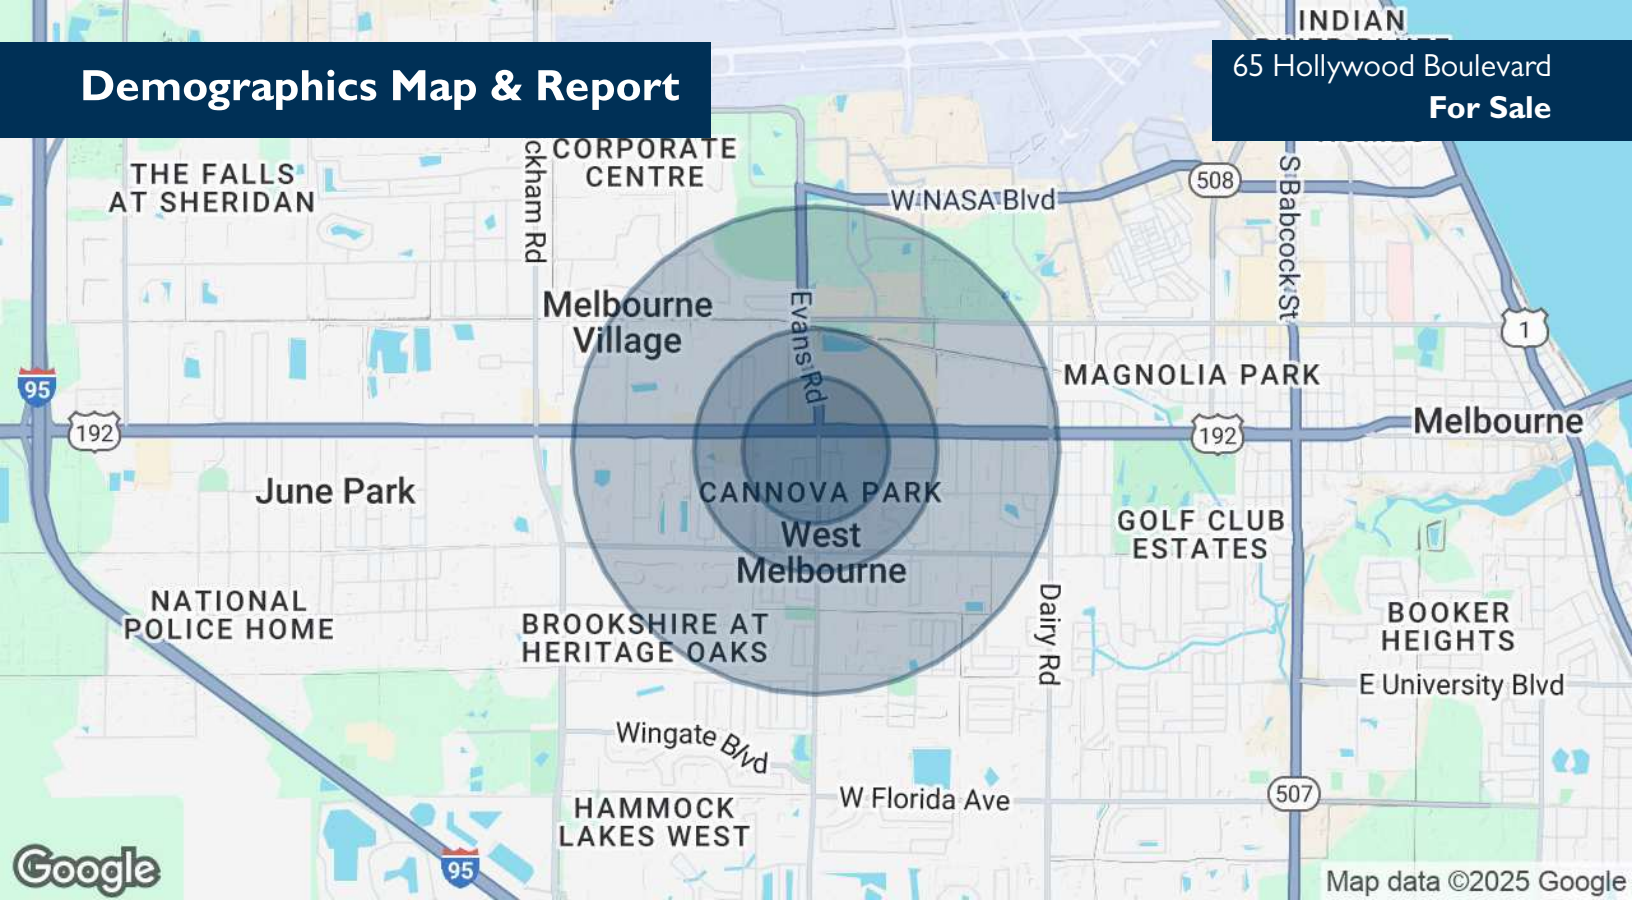 INDIAN
Demographics Map & Report
65 Hollywood Boulevard
For Sale
CORPORATE
CENTRE
THE FALLS
AT SHERIDAN
ckham Rd
W NASA Blvd
508
S Babcock St
Melbourne
Village
Evans Rd
1
95
MAGNOLIA PARK
192
192
Melbourne
June Park
CANNOVA PARK
West
Melbourne
GOLF CLUB
ESTATES
NATIONAL
POLICE HOME
BROOKSHIRE AT
HERITAGE OAKS
Dairy Rd
BOOKER
HEIGHTS
E University Blvd
Wingate Blvd
W Florida Ave
507
HAMMOCK
LAKES WEST
95
Google
Map data ©2025 Google